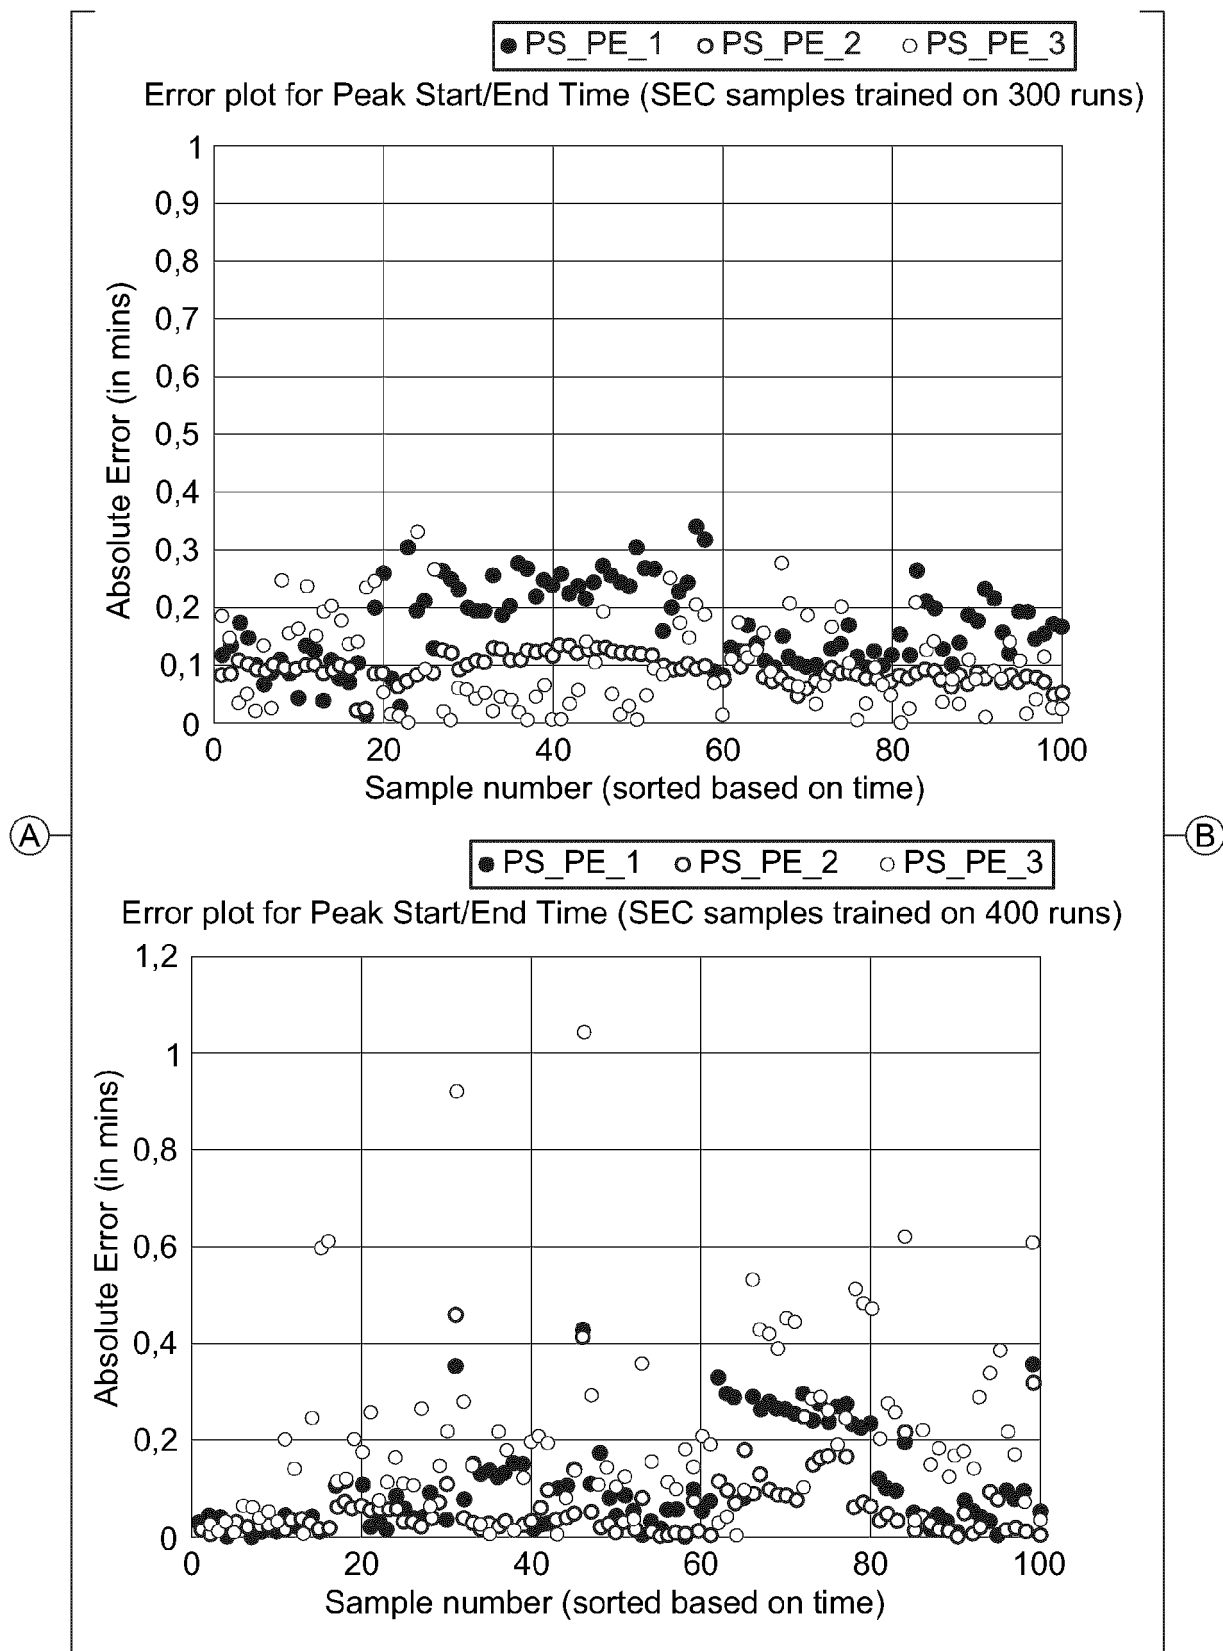 PS_PE_1 PS_PE_2 PS_PE_3
Error plot for Peak Start/End Time (SEC samples trained on 300 runs)
Absolute Error (in mins)
1
0,9
0,8
0,7
0,6
0,5
0,4
0,3
0,2
0,1
0
0 20 40 60 80 100
Sample number (sorted based on time)
A
B
PS_PE_1 PS_PE_2 PS_PE_3
Error plot for Peak Start/End Time (SEC samples trained on 400 runs)
Absolute Error (in mins)
1,2
1
0,8
0,6
0,4
0,2
0
0 20 40 60 80 100
Sample number (sorted based on time)